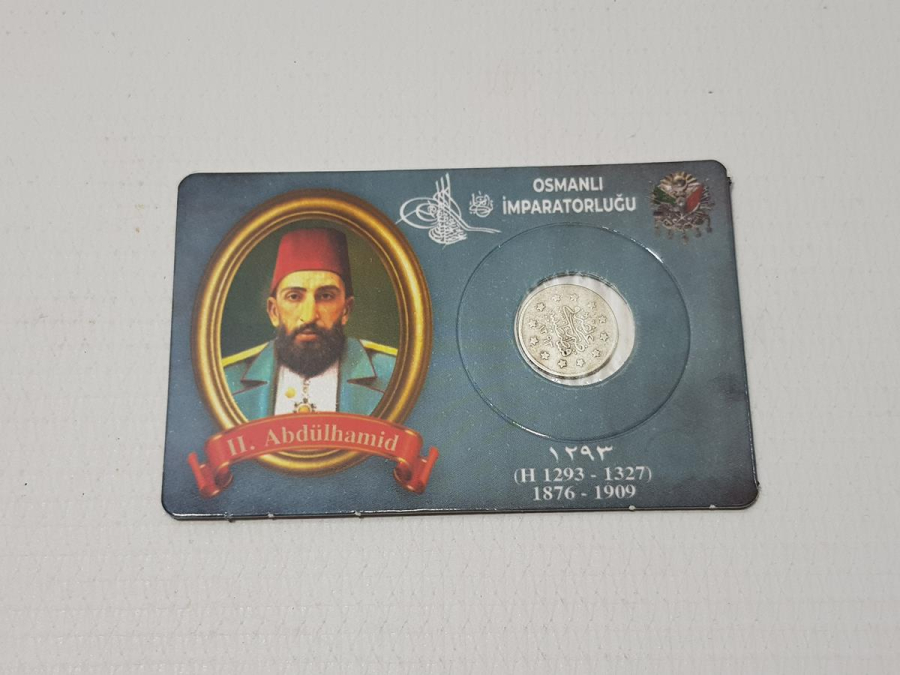 OSMANLI
İMPARATORLUĞU
II. Abdülhamid
١٢٩٣
(H 1293 - 1327)
1876 - 1909